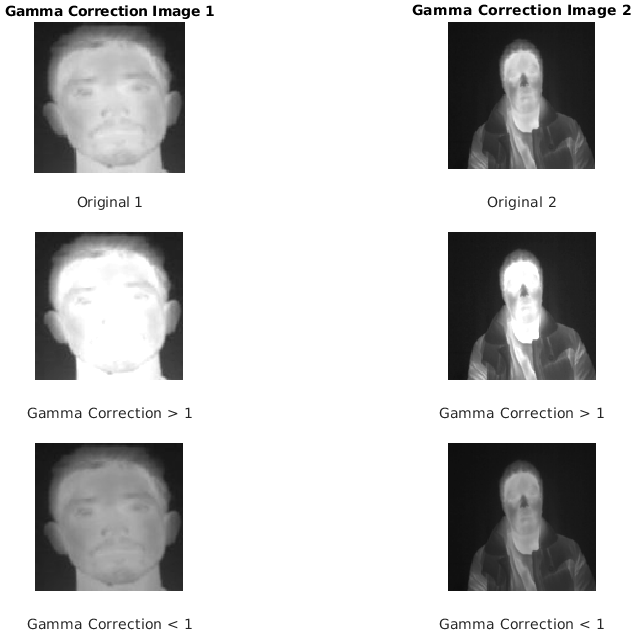 Gamma Correction Image 1
Gamma Correction Image 2
Original 1
Original 2
Gamma Correction > 1
Gamma Correction > 1
Gamma Correction < 1
Gamma Correction < 1